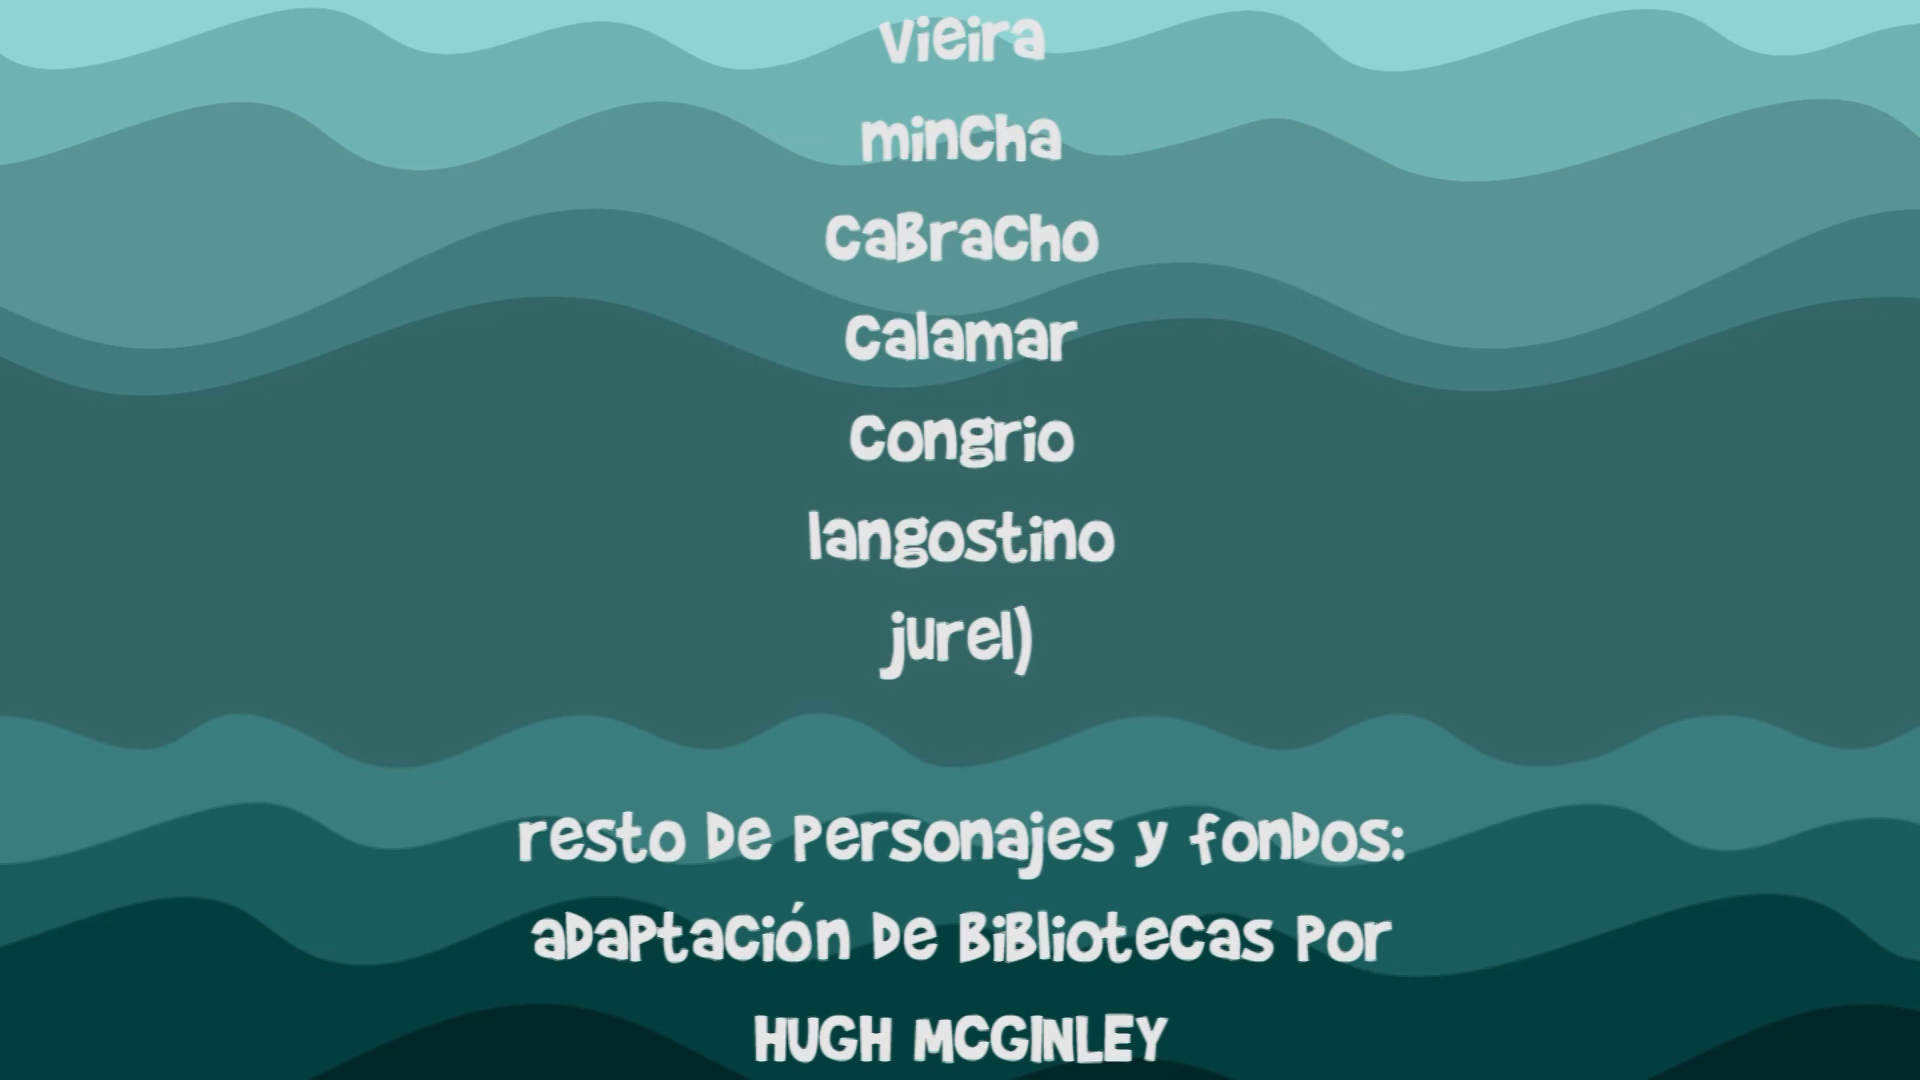 vieira
mincha
cabracho
calamar
congrio
langostino
jurel)
resto de personajes y fondos:
adaptación de bibliotecas por
HUGH MCGINLEY